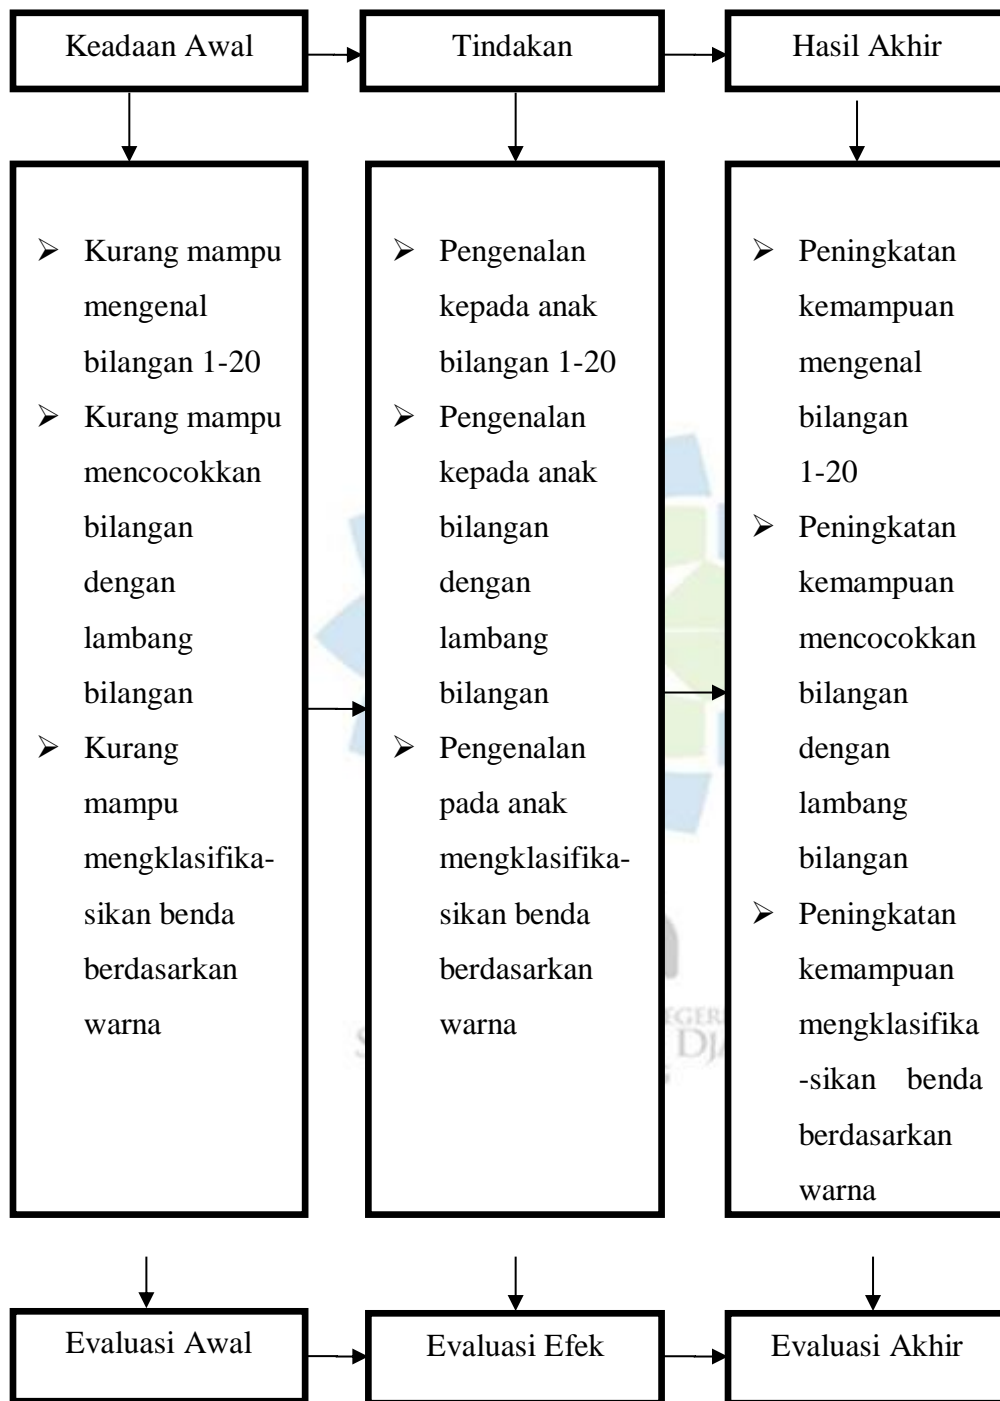 Keadaan Awal
Tindakan
Hasil Akhir
➢ Kurang mampu
mengenal
bilangan 1-20
➢ Kurang mampu
mencocokkan
bilangan
dengan
lambang
bilangan
➢ Kurang
mampu
mengklasifika-
sikan benda
berdasarkan
warna
➢ Pengenalan
kepada anak
bilangan 1-20
➢ Pengenalan
kepada anak
bilangan
dengan
lambang
bilangan
➢ Pengenalan
pada anak
mengklasifika-
sikan benda
berdasarkan
warna
➢ Peningkatan
kemampuan
mengenal
bilangan
1-20
➢ Peningkatan
kemampuan
mencocokkan
bilangan
dengan
lambang
bilangan
➢ Peningkatan
kemampuan
mengklasifika
-sikan benda
berdasarkan
warna
Evaluasi Awal
Evaluasi Efek
Evaluasi Akhir